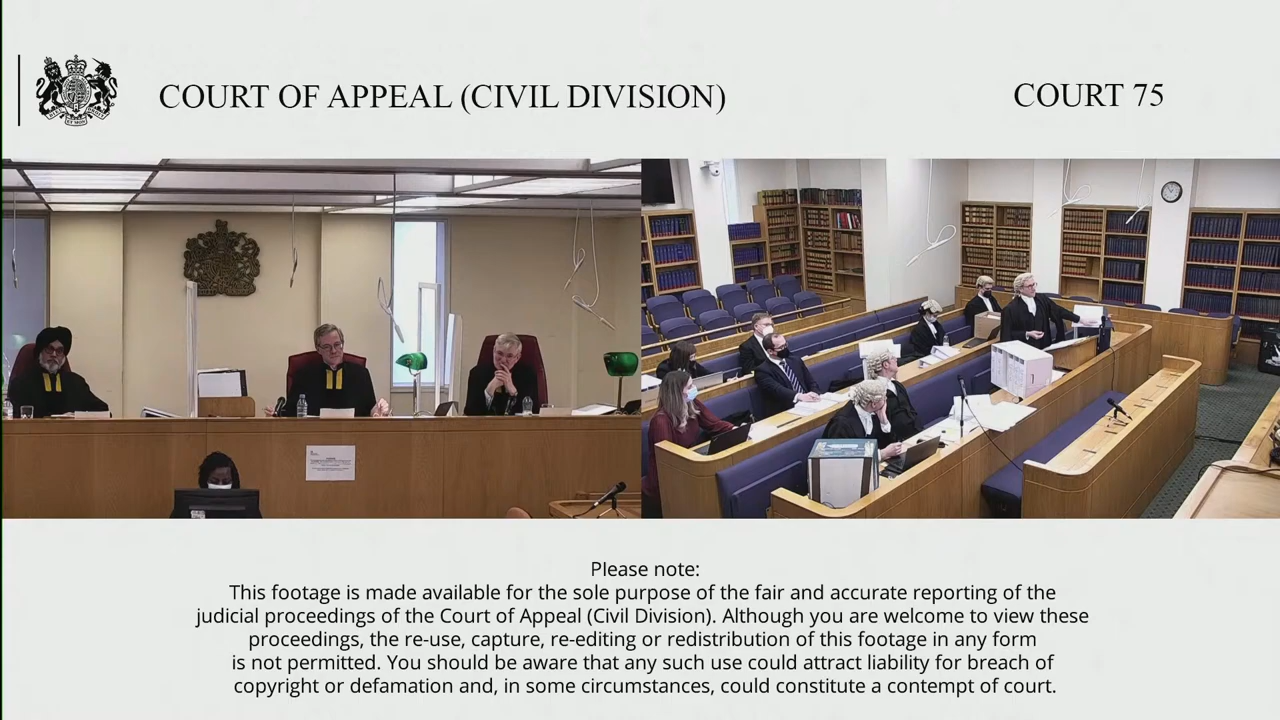 COURT OF APPEAL (CIVIL DIVISION)
COURT 75
Please note:
This footage is made available for the sole purpose of the fair and accurate reporting of the
judicial proceedings of the Court of Appeal (Civil Division). Although you are welcome to view these
proceedings, the re-use, capture, re-editing or redistribution of this footage in any form
is not permitted. You should be aware that any such use could attract liability for breach of
copyright or defamation and, in some circumstances, could constitute a contempt of court.